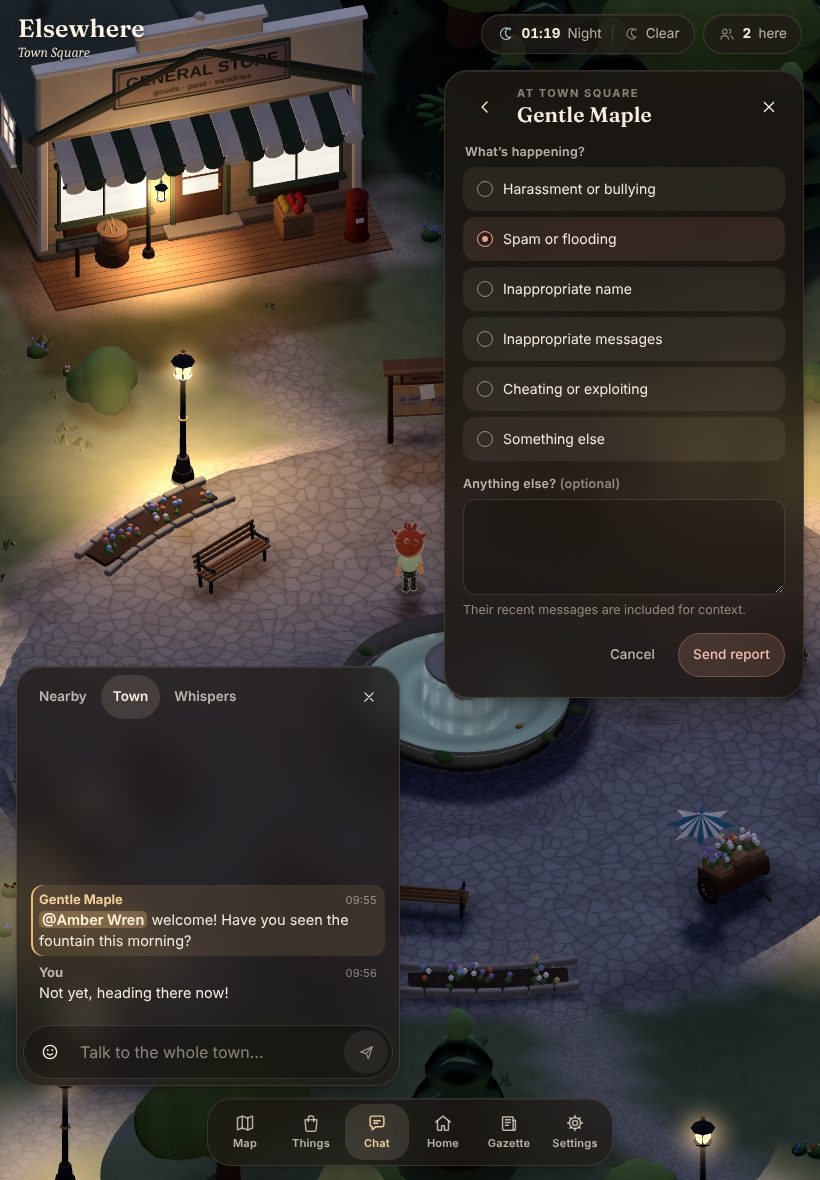 Elsewhere
Town Square
01:19 Night
Clear
2 here
GENERAL STORE
goods · post · sundries
AT TOWN SQUARE
Gentle Maple
What's happening?
Harassment or bullying
Spam or flooding
Inappropriate name
Inappropriate messages
Cheating or exploiting
Something else
Anything else? (optional)
Their recent messages are included for context.
Cancel
Send report
Nearby
Town
Whispers
Gentle Maple 09:55
@Amber Wren welcome! Have you seen the
fountain this morning?
You 09:56
Not yet, heading there now!
Talk to the whole town…
Map
Things
Chat
Home
Gazette
Settings